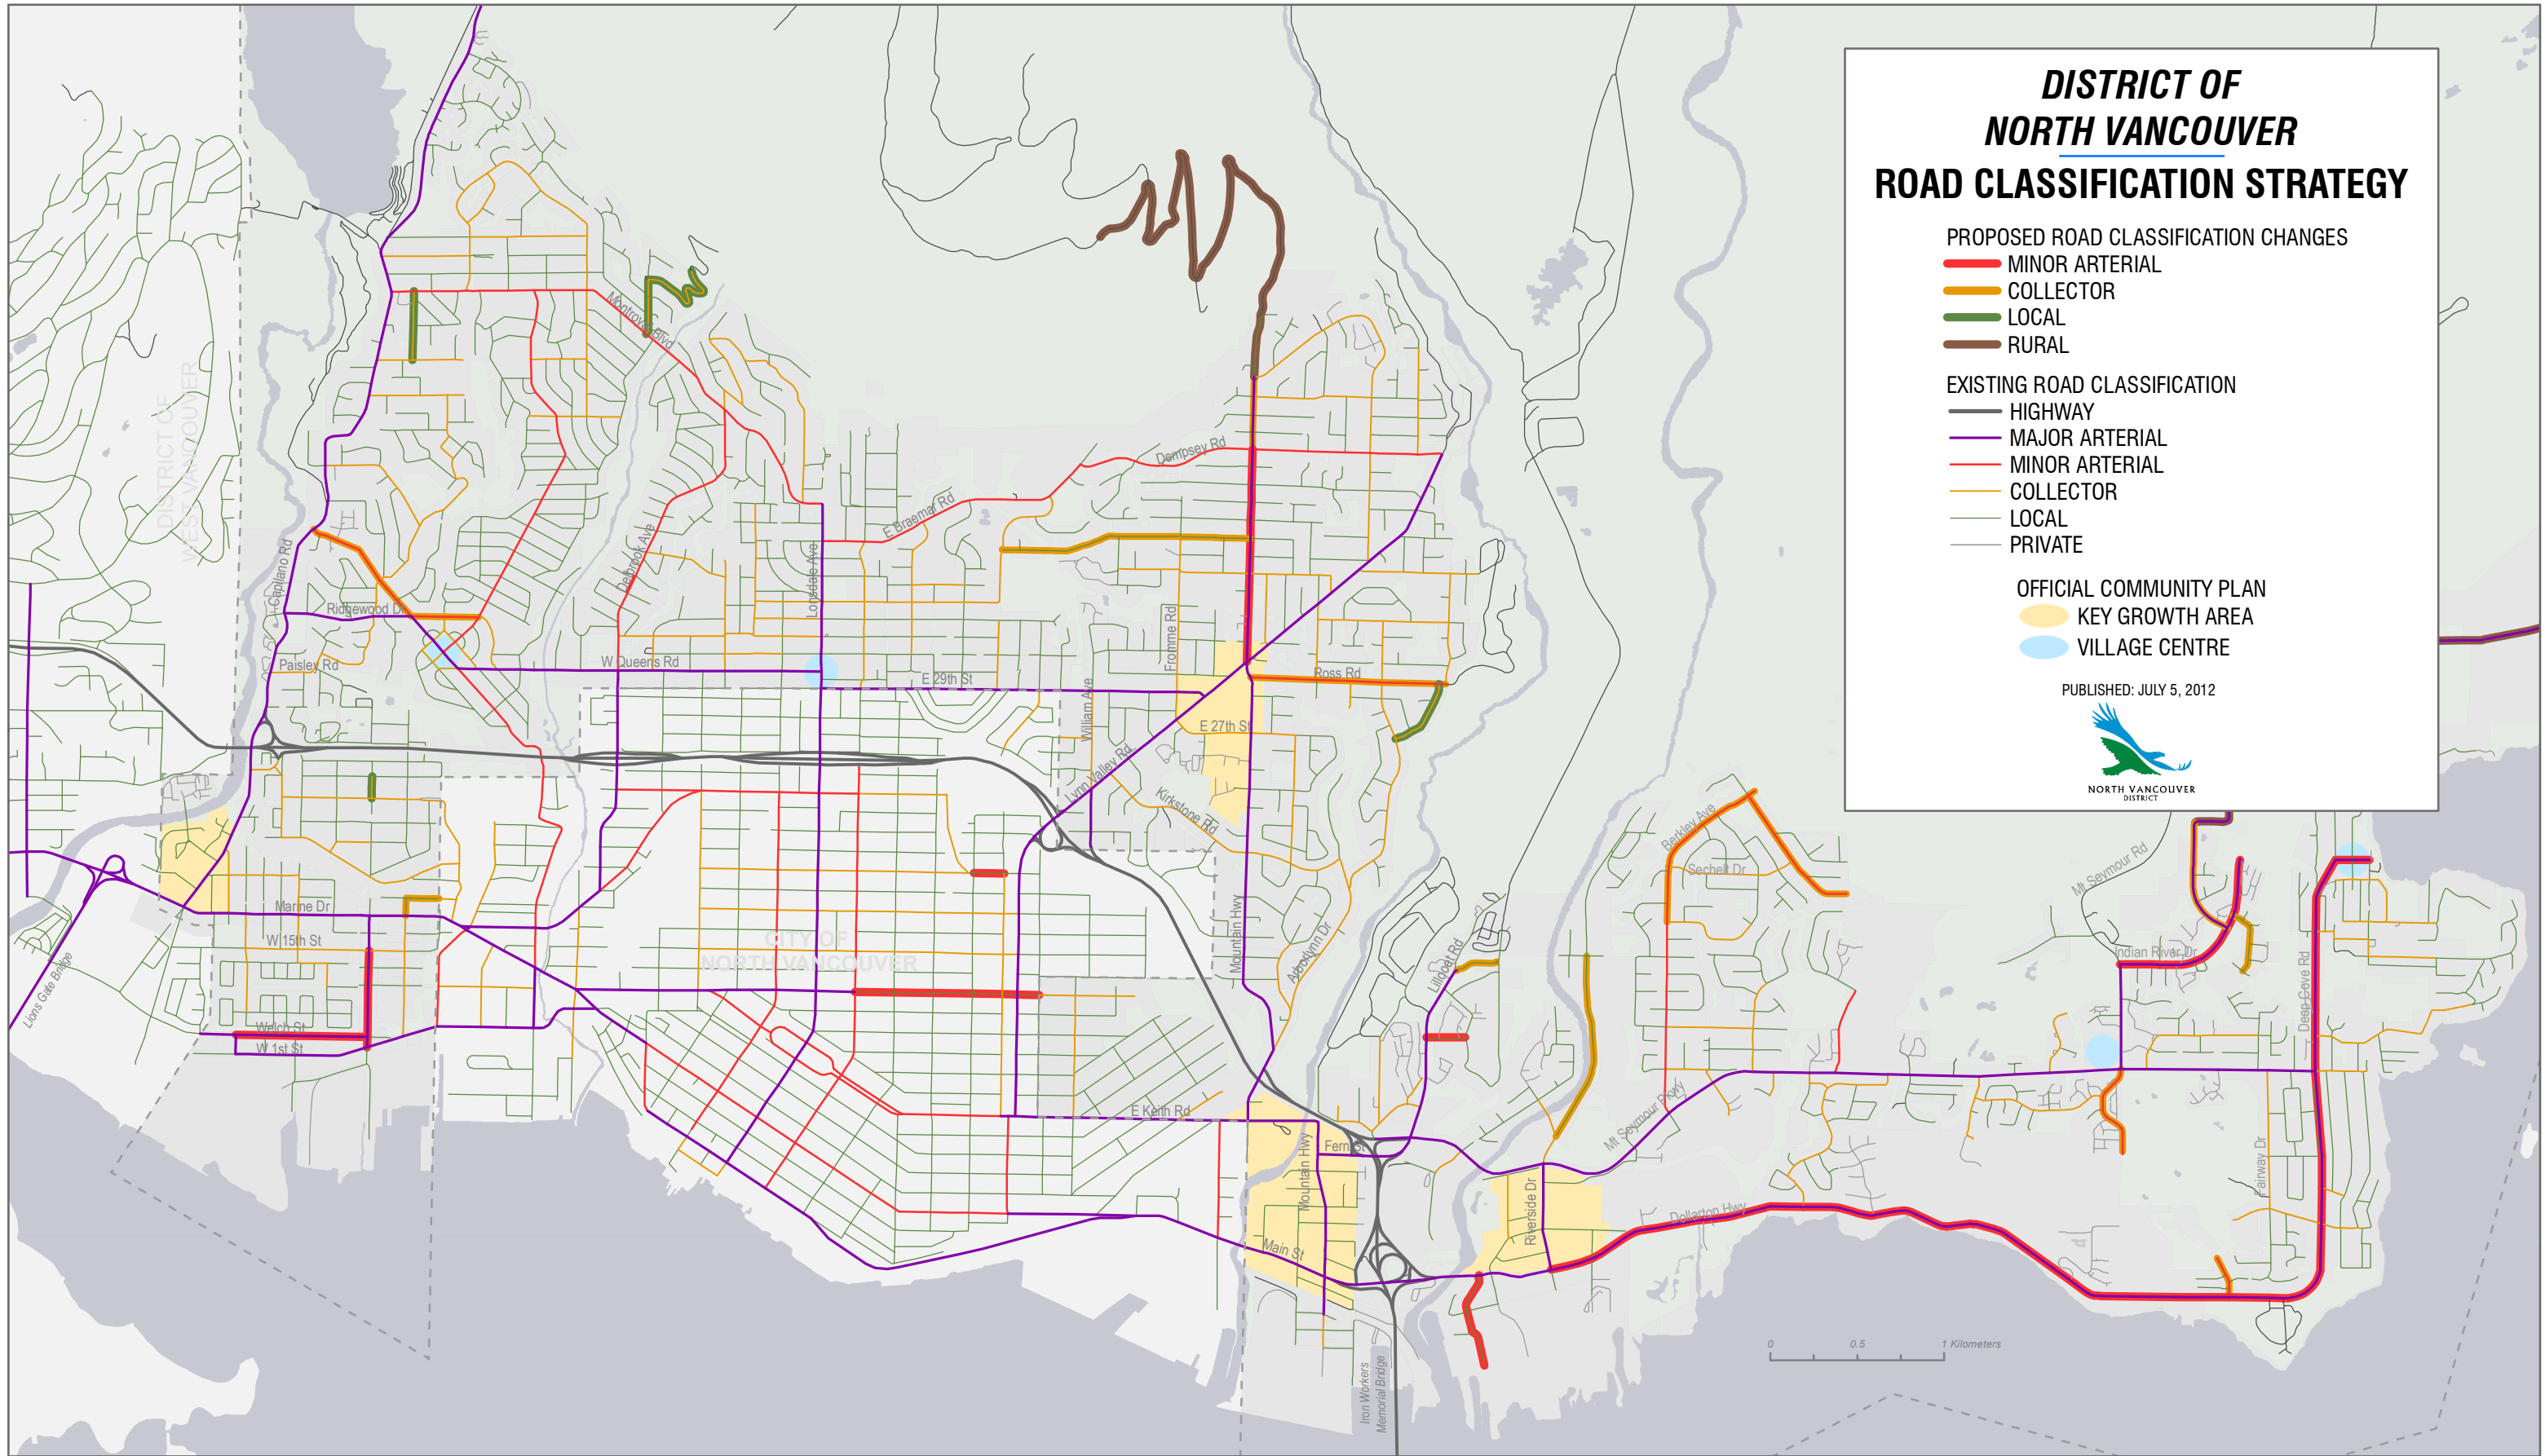 DISTRICT OF
NORTH VANCOUVER
ROAD CLASSIFICATION STRATEGY
PROPOSED ROAD CLASSIFICATION CHANGES
MINOR ARTERIAL
COLLECTOR
LOCAL
RURAL
EXISTING ROAD CLASSIFICATION
HIGHWAY
MAJOR ARTERIAL
MINOR ARTERIAL
COLLECTOR
LOCAL
PRIVATE
OFFICIAL COMMUNITY PLAN
KEY GROWTH AREA
VILLAGE CENTRE
PUBLISHED: JULY 5, 2012
NORTH VANCOUVER
DISTRICT
DISTRICT OF
WEST VANCOUVER
Montroyal Blvd
Dempsey Rd
E Braemar Rd
Capilano Rd
Delbrook Ave
Lonsdale Ave
Ridgewood Dr
Fromme Rd
Paisley Rd
W Queens Rd
E 29th St
Ross Rd
William Ave
E 27th St
Lynn Valley Rd
Kirkstone Rd
Berkley Ave
Sechelt Dr
Mt Seymour Rd
Marine Dr
W 15th St
CITY OF
NORTH VANCOUVER
Mountain Hwy
Arborlynn Dr
Lillooet Rd
Indian River Dr
Deep Cove Rd
Lions Gate Bridge
Welch St
W 1st St
E Keith Rd
Mt Seymour Pkwy
Fern St
Mountain Hwy
Riverside Dr
Fairway Dr
Dollarton Hwy
Main St
Iron Workers
Memorial Bridge
0
0.5
1 Kilometers